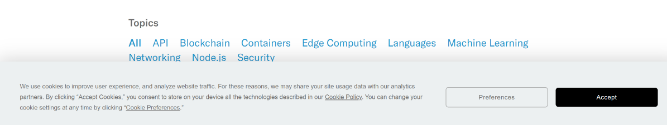 Topics
All API Blockchain Containers Edge Computing Languages Machine Learning
Networking Node.js Security
We use cookies to improve user experience, and analyze website traffic. For these reasons, we may share your site usage data with our analytics
partners. By clicking "Accept Cookies," you consent to store on your device all the technologies described in our Cookie Policy. You can change your
cookie settings at any time by clicking "Cookie Preferences."
Preferences
Accept